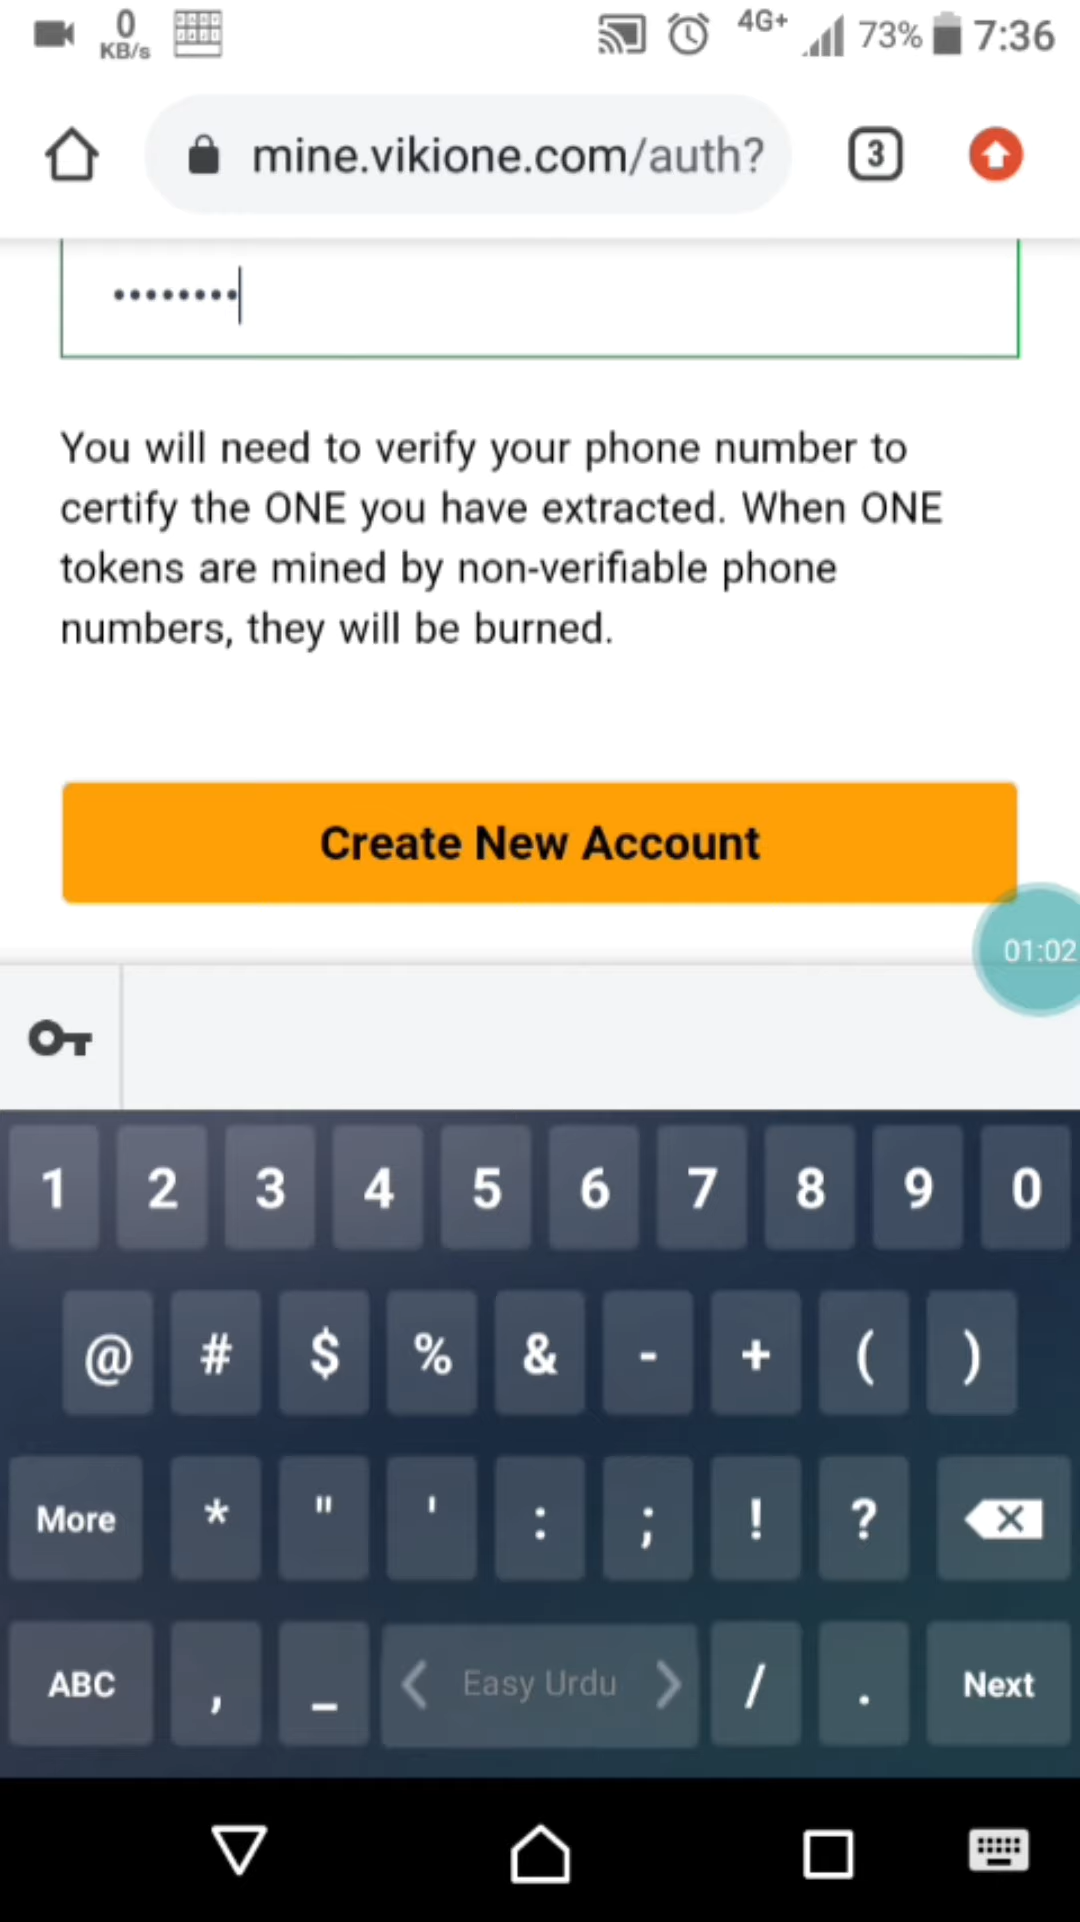 0
KB/s
4G+
73%
7:36
mine.vikione.com/auth?
3
••••••••
You will need to verify your phone number to
certify the ONE you have extracted. When ONE
tokens are mined by non-verifiable phone
numbers, they will be burned.
Create New Account
01:02
1 2 3 4 5 6 7 8 9 0
@ # $ % & - + ( )
More * " ' : ; ! ?
ABC , _ Easy Urdu / . Next